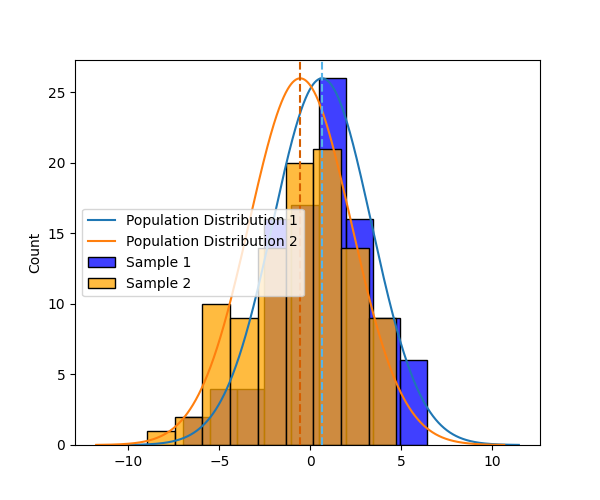 25
20
15
10
5
0
Count
Population Distribution 1
Population Distribution 2
Sample 1
Sample 2
−10
−5
0
5
10